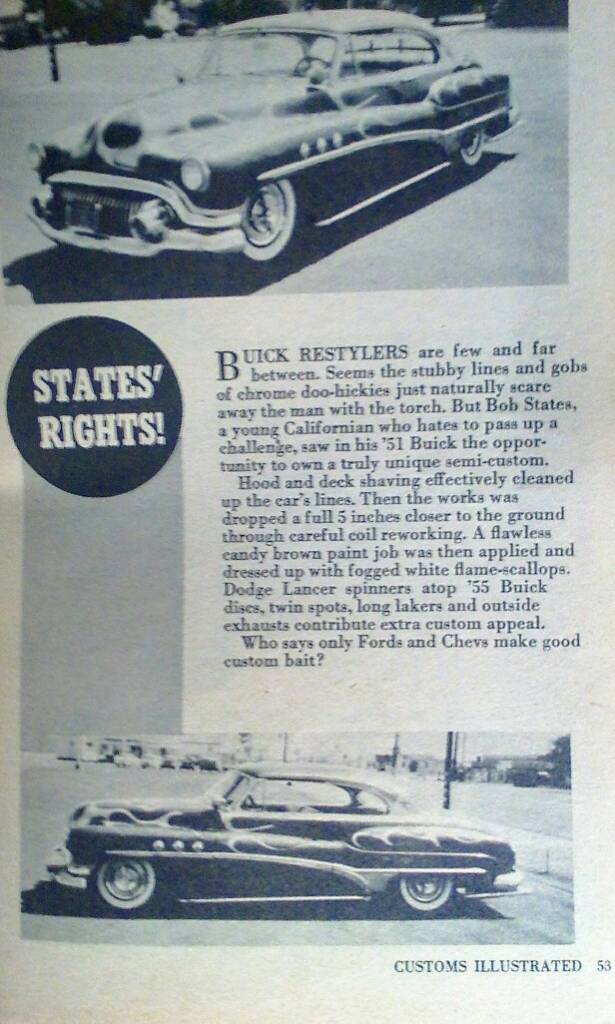 STATES'
RIGHTS!
BUICK RESTYLERS are few and far
between. Seems the stubby lines and gobs
of chrome doo-hickies just naturally scare
away the man with the torch. But Bob States,
a young Californian who hates to pass up a
challenge, saw in his '51 Buick the oppor-
tunity to own a truly unique semi-custom.
Hood and deck shaving effectively cleaned
up the car's lines. Then the works was
dropped a full 5 inches closer to the ground
through careful coil reworking. A flawless
candy brown paint job was then applied and
dressed up with fogged white flame-scallops.
Dodge Lancer spinners atop '55 Buick
discs, twin spots, long lakers and outside
exhausts contribute extra custom appeal.
Who says only Fords and Chevs make good
custom bait?
CUSTOMS ILLUSTRATED 53